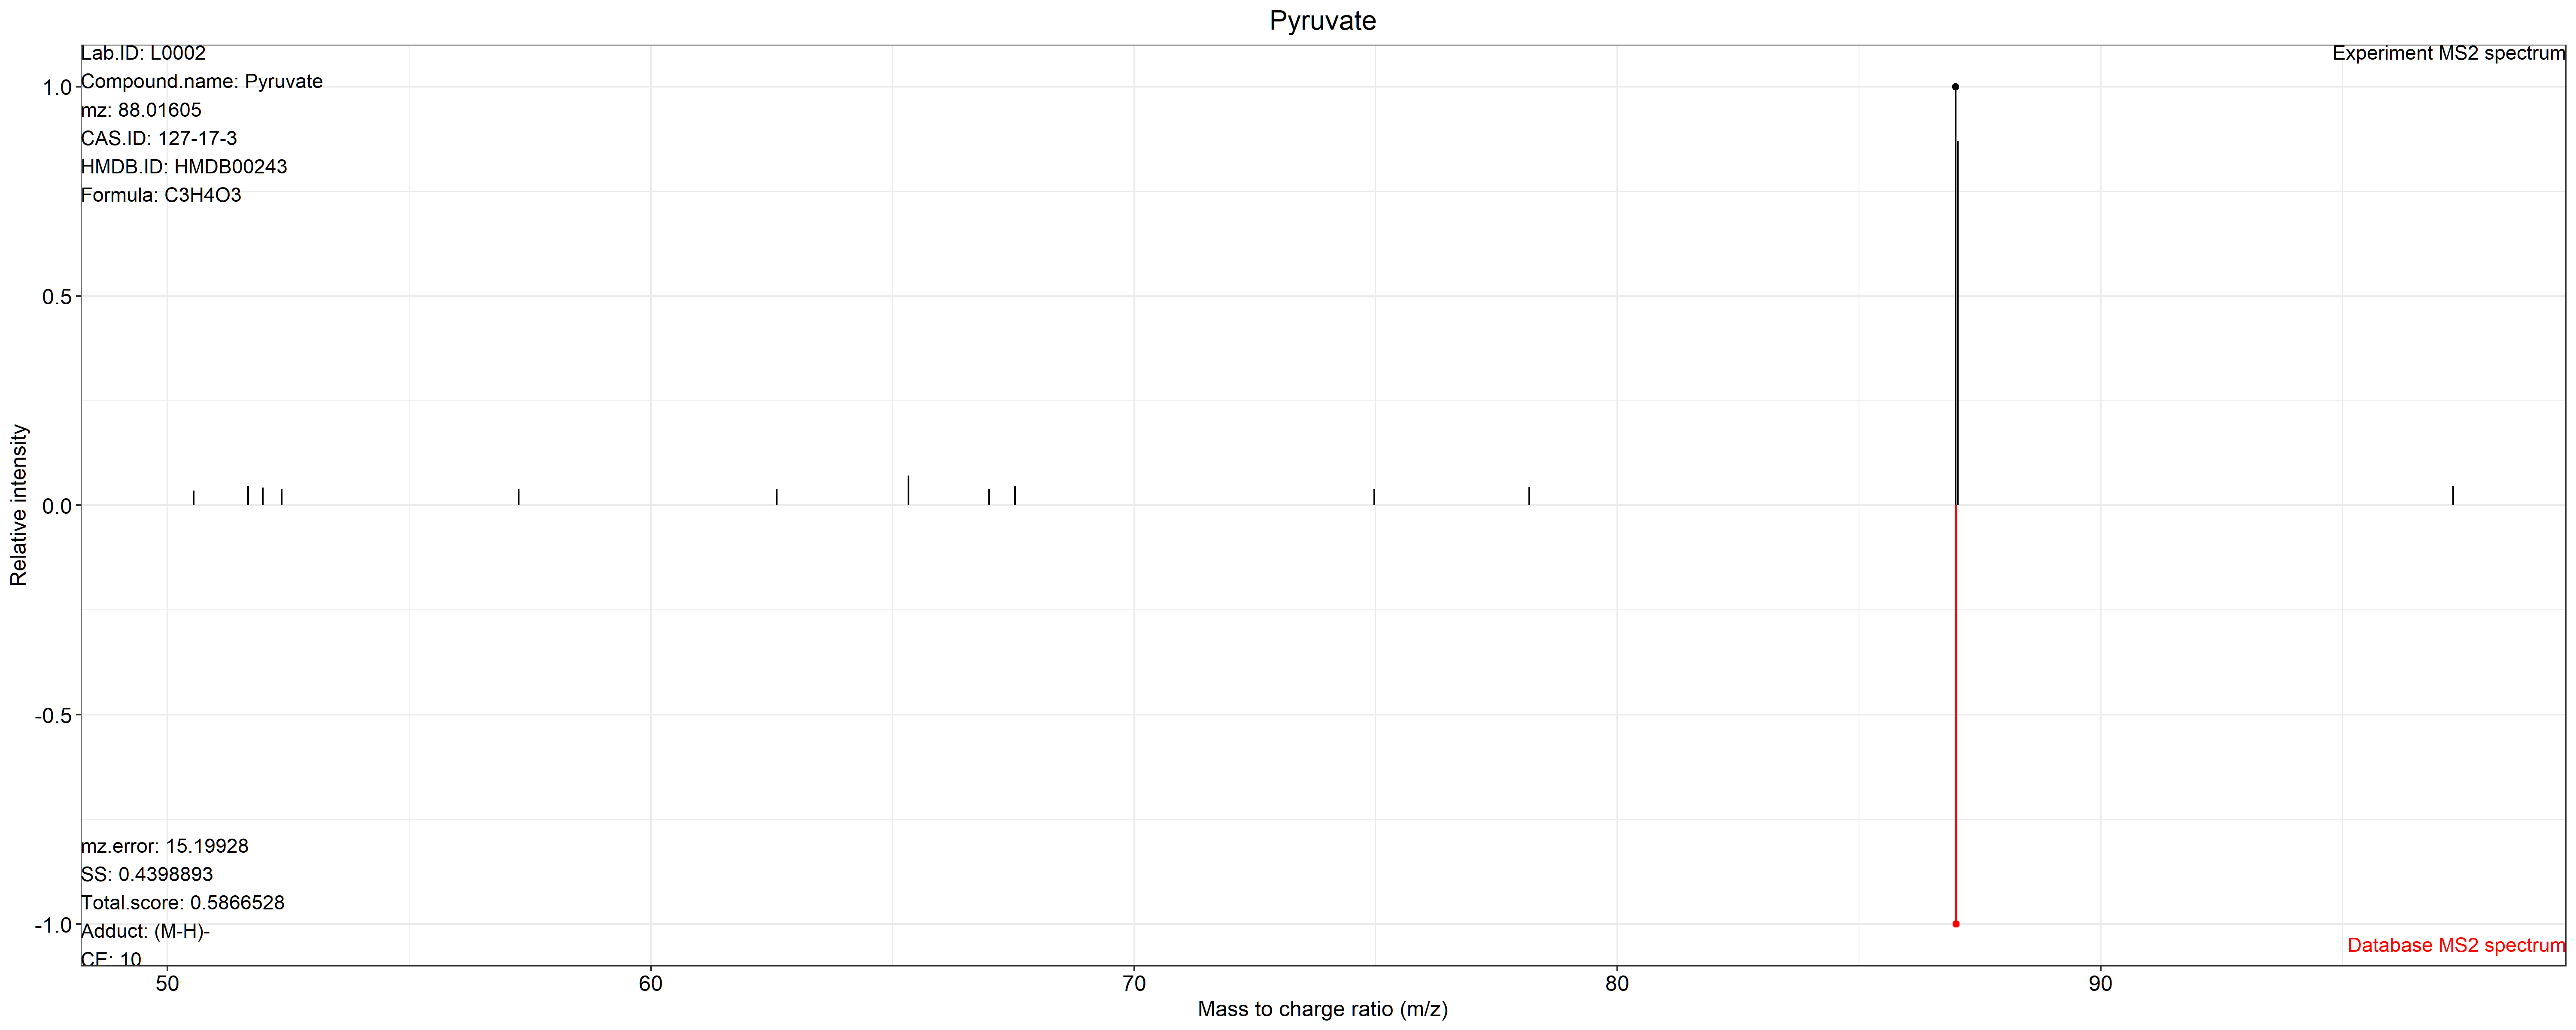 Pyruvate
Lab.ID: L0002
Experiment MS2 spectrum
Compound.name: Pyruvate
mz: 88.01605
CAS.ID: 127-17-3
HMDB.ID: HMDB00243
Formula: C3H4O3
1.0
0.5
0.0
-0.5
-1.0
Relative intensity
mz.error: 15.19928
SS: 0.4398893
Total.score: 0.5866528
Adduct: (M-H)-
CE: 10
Database MS2 spectrum
50 60 70 80 90
Mass to charge ratio (m/z)